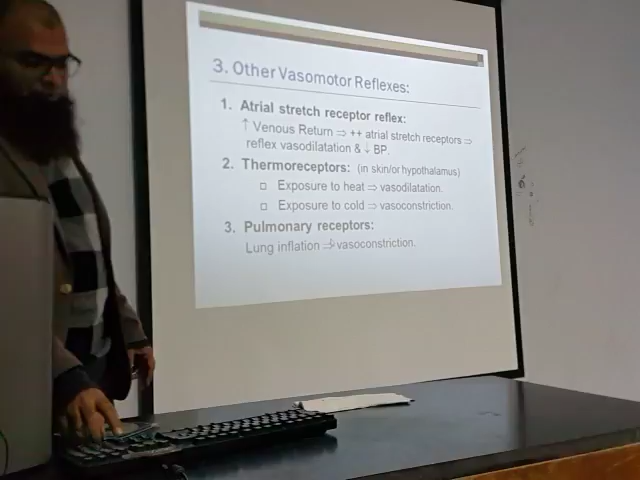 3. Other Vasomotor Reflexes:
1. Atrial stretch receptor reflex:
↑ Venous Return ⇒ ++ atrial stretch receptors ⇒
reflex vasodilatation & ↓ BP.
2. Thermoreceptors: (in skin/or hypothalamus)
□ Exposure to heat ⇒ vasodilatation.
□ Exposure to cold ⇒ vasoconstriction.
3. Pulmonary receptors:
Lung inflation ⇒ vasoconstriction.